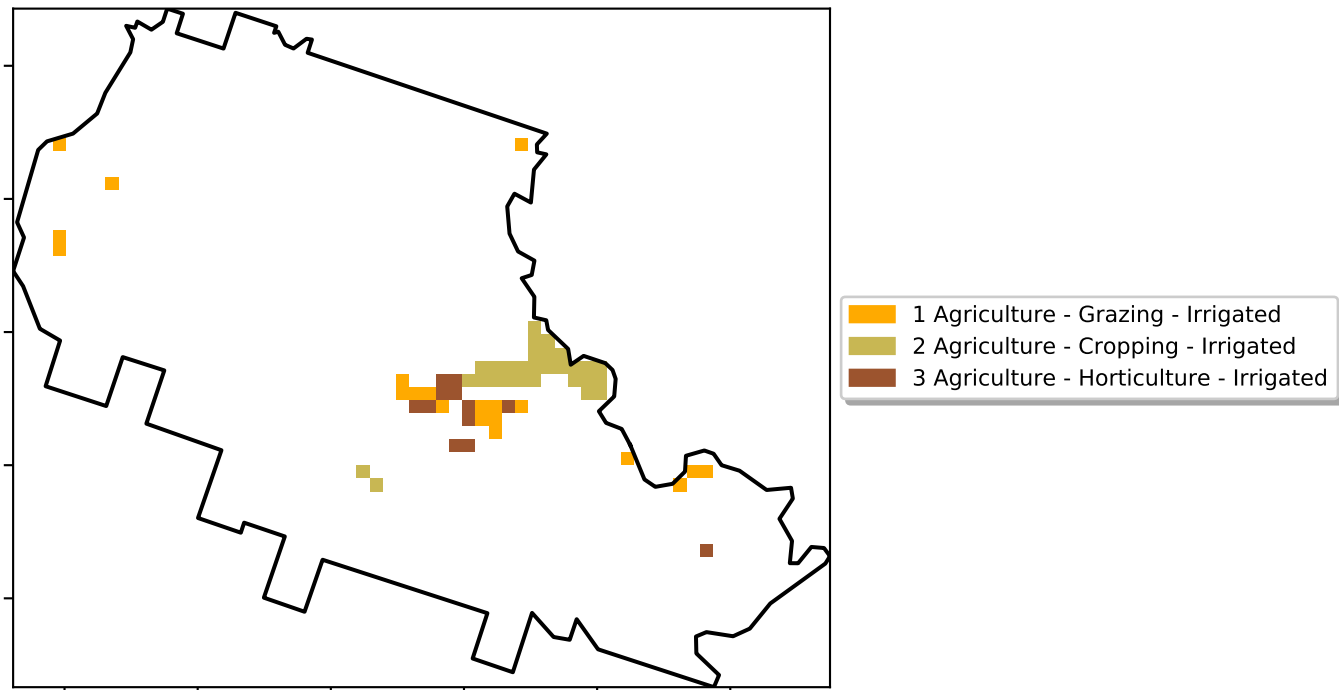 1 Agriculture - Grazing - Irrigated
2 Agriculture - Cropping - Irrigated
3 Agriculture - Horticulture - Irrigated